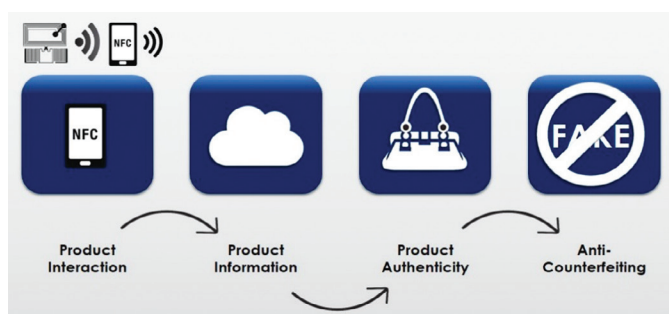 NFC
NFC
FAKE
Product
Interaction
Product
Information
Product
Authenticity
Anti-
Counterfeiting